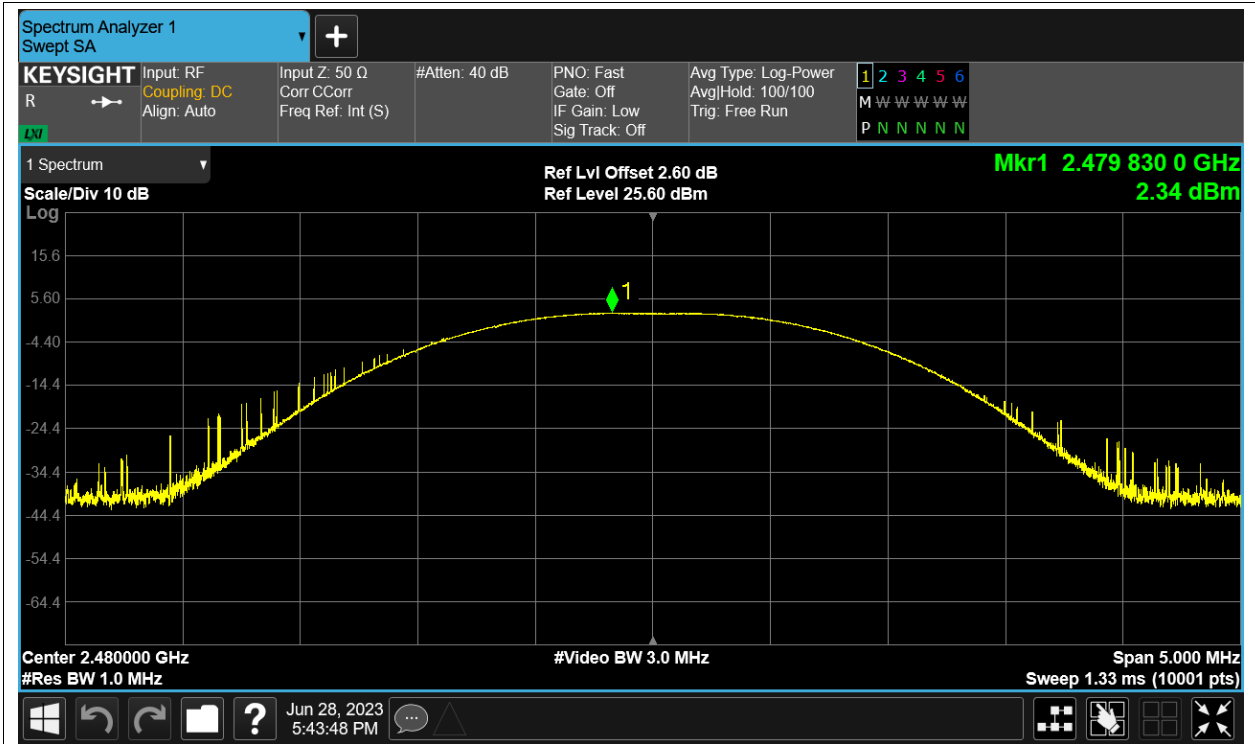 Spectrum Analyzer 1
Swept SA
KEYSIGHT
R
LXI
Input: RF
Coupling: DC
Align: Auto
Input Z: 50 Ω
Corr CCorr
Freq Ref: Int (S)
#Atten: 40 dB
PNO: Fast
Gate: Off
IF Gain: Low
Sig Track: Off
Avg Type: Log-Power
Avg|Hold: 100/100
Trig: Free Run
1 2 3 4 5 6
M W W W W W
P N N N N N
1 Spectrum
Scale/Div 10 dB
Log
Ref Lvl Offset 2.60 dB
Ref Level 25.60 dBm
Mkr1 2.479 830 0 GHz
2.34 dBm
15.6
5.60
-4.40
-14.4
-24.4
-34.4
-44.4
-54.4
-64.4
1
Center 2.480000 GHz
#Res BW 1.0 MHz
#Video BW 3.0 MHz
Span 5.000 MHz
Sweep 1.33 ms (10001 pts)
?
Jun 28, 2023
5:43:48 PM